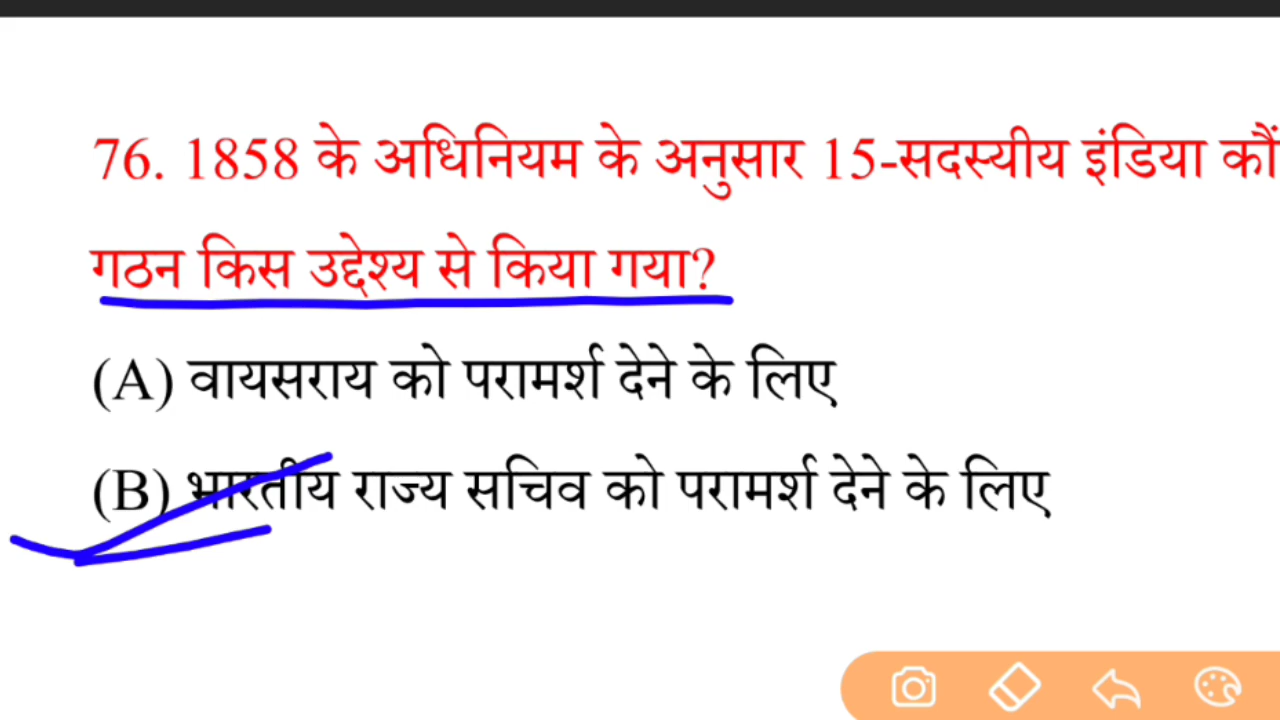 76. 1858 के अधिनियम के अनुसार 15-सदस्यीय इंडिया
गठन किस उद्देश्य से किया गया?
(A) वायसराय को परामर्श देने के लिए
(B) भारतीय राज्य सचिव को परामर्श देने के लिए